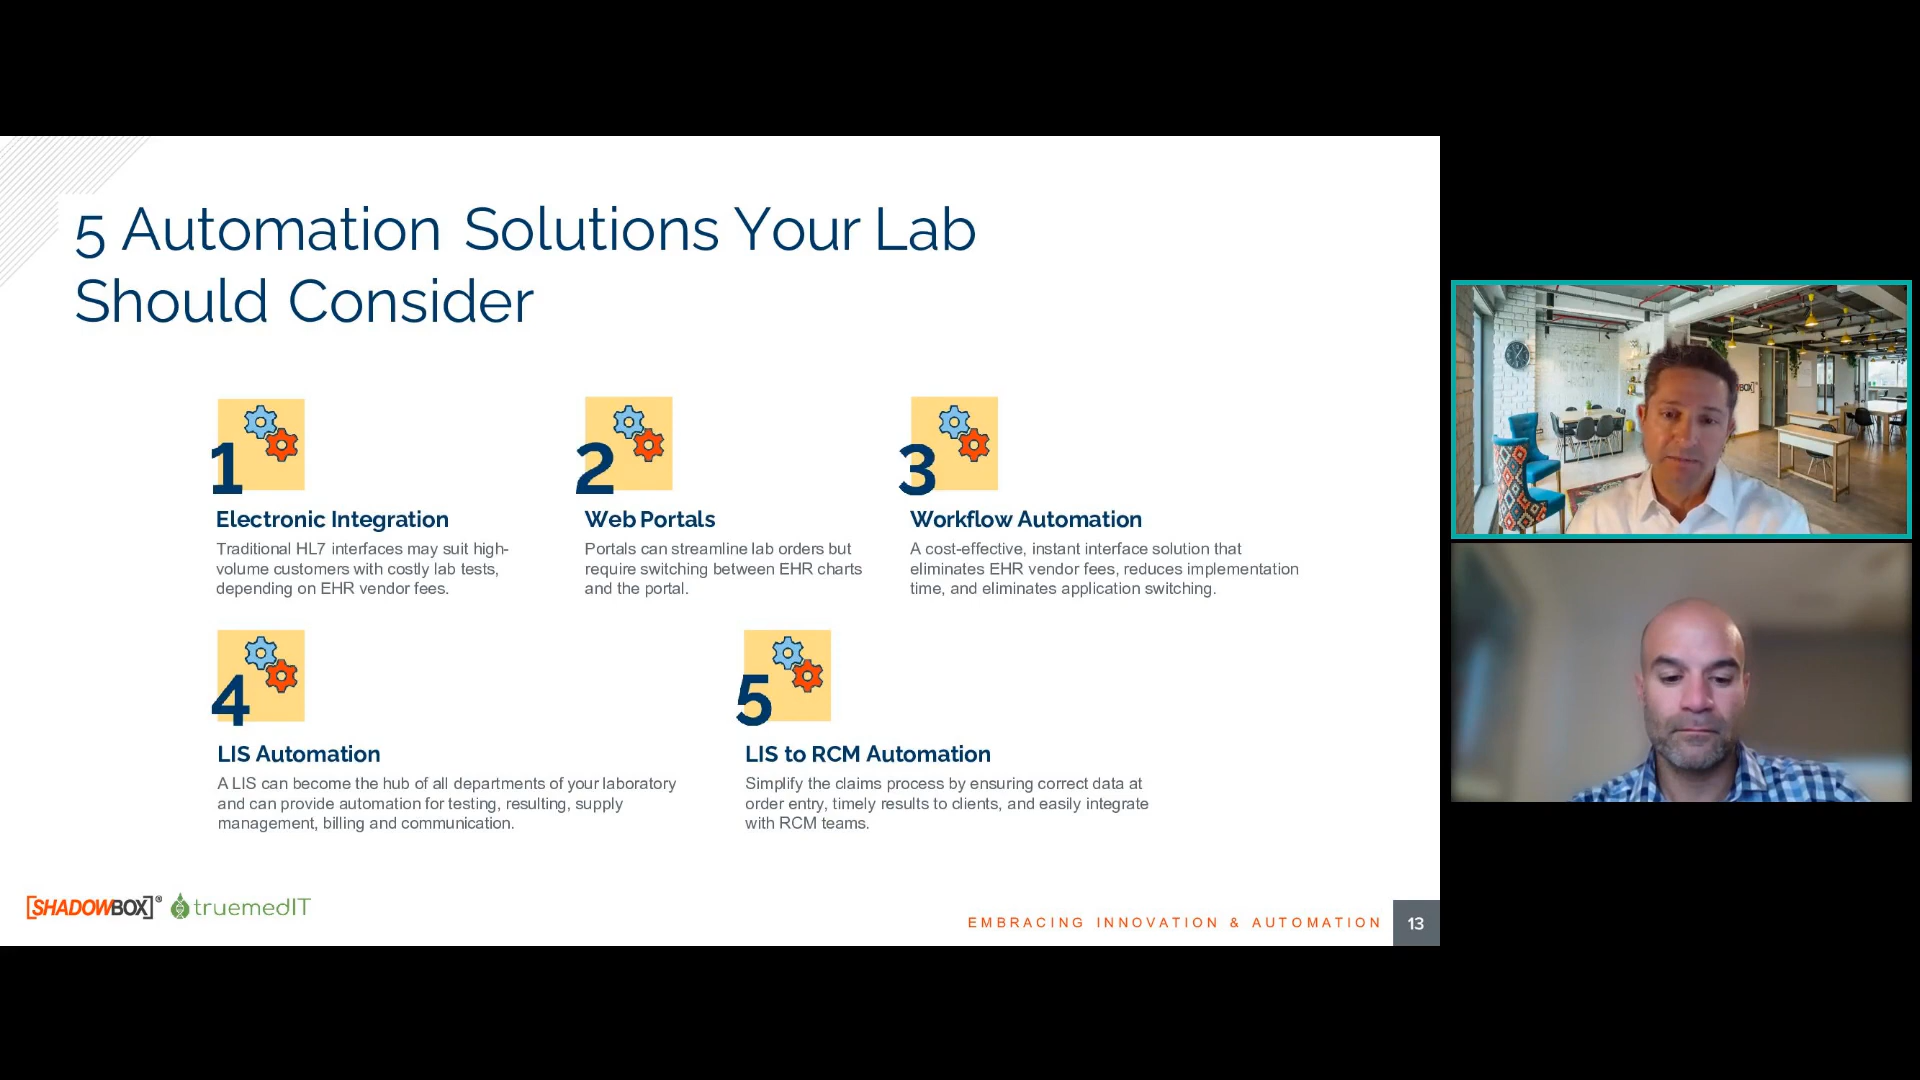 5 Automation Solutions Your Lab
Should Consider
1
Electronic Integration
Traditional HL7 interfaces may suit high-
volume customers with costly lab tests,
depending on EHR vendor fees.
2
Web Portals
Portals can streamline lab orders but
require switching between EHR charts
and the portal.
3
Workflow Automation
A cost-effective, instant interface solution that
eliminates EHR vendor fees, reduces implementation
time, and eliminates application switching.
4
LIS Automation
A LIS can become the hub of all departments of your laboratory
and can provide automation for testing, resulting, supply
management, billing and communication.
5
LIS to RCM Automation
Simplify the claims process by ensuring correct data at
order entry, timely results to clients, and easily integrate
with RCM teams.
[SHADOWBOX]® truemedIT
EMBRACING INNOVATION & AUTOMATION 13